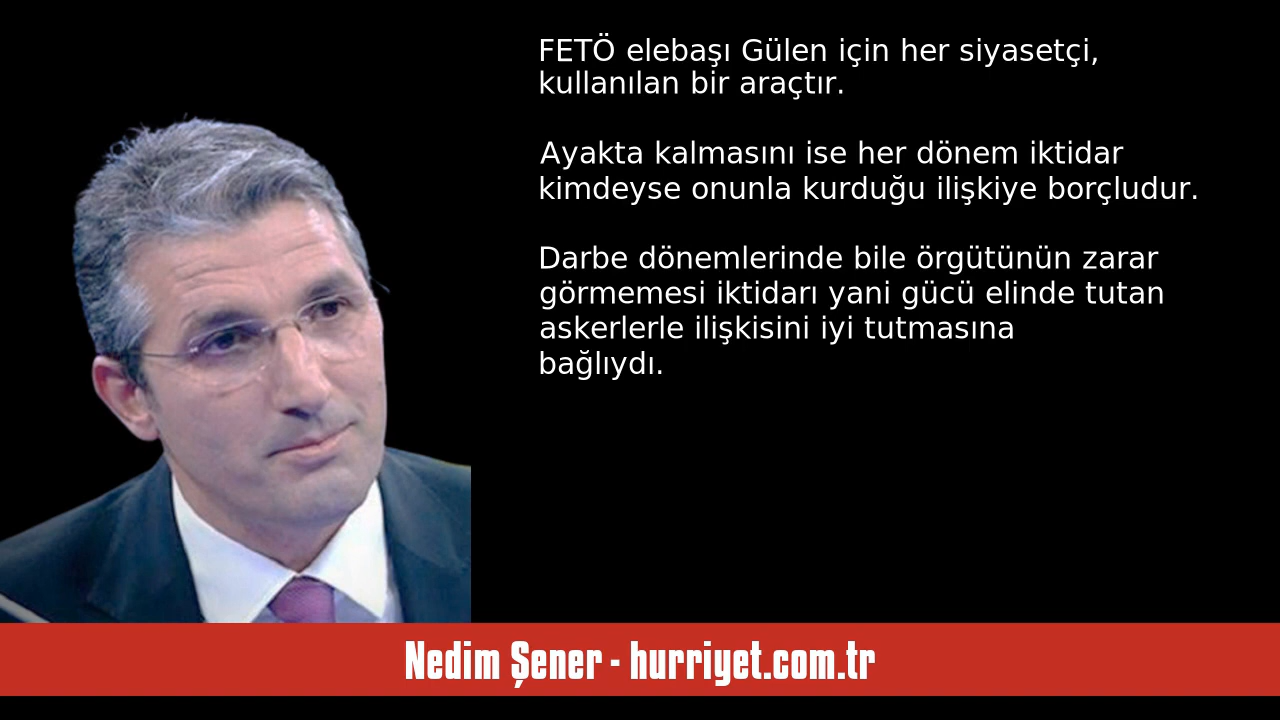 FETÖ elebaşı Gülen için her siyasetçi,
kullanılan bir araçtır.
Ayakta kalmasını ise her dönem iktidar
kimdeyse onunla kurduğu ilişkiye borçludur.
Darbe dönemlerinde bile örgütünün zarar
görmemesi iktidarı yani gücü elinde tutan
askerlerle ilişkisini iyi tutmasına
bağlıydı.
Nedim Şener - hurriyet.com.tr